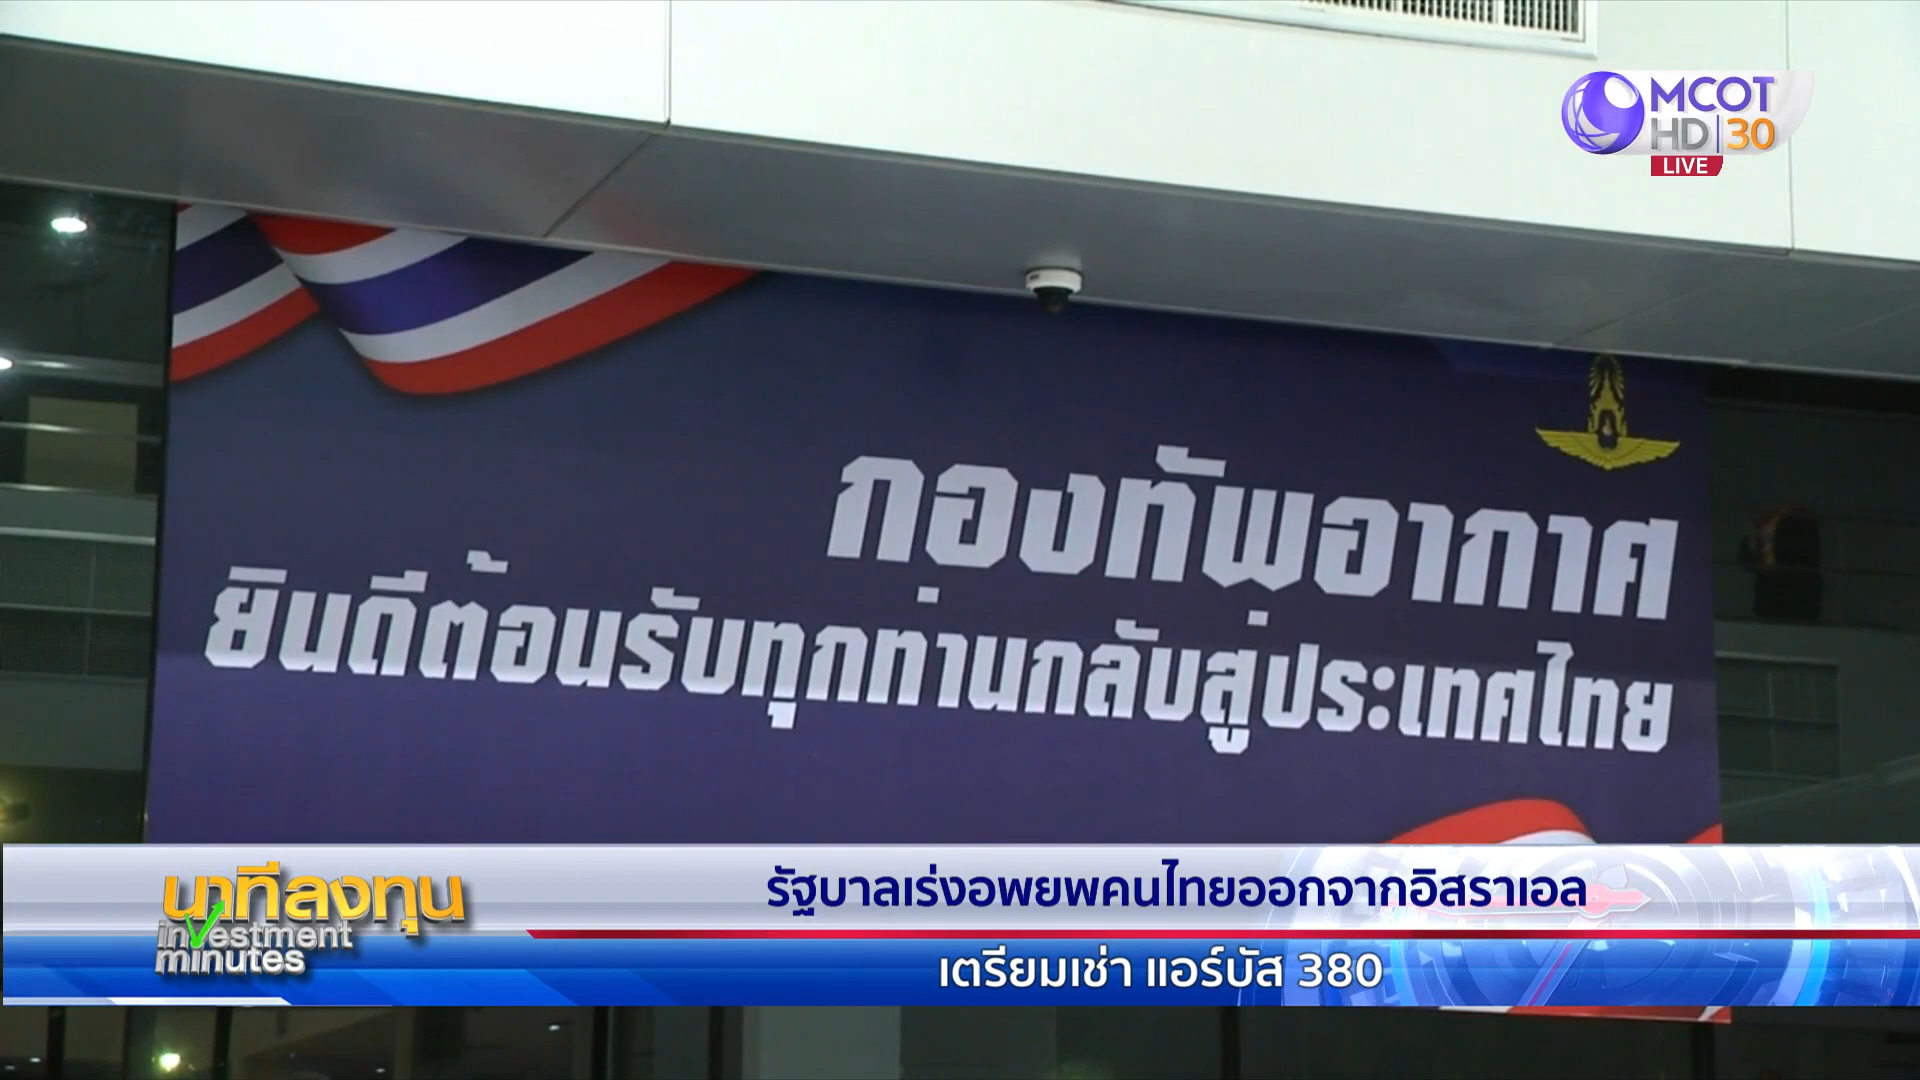 MCOT
HD 30
LIVE
กองทัพอากาศ
ยินดีต้อนรับทุกท่านกลับสู่ประเทศไทย
นาทีลงทุน
investment
minutes
รัฐบาลเร่งอพยพคนไทยออกจากอิสราเอล
เตรียมเช่า แอร์บัส 380